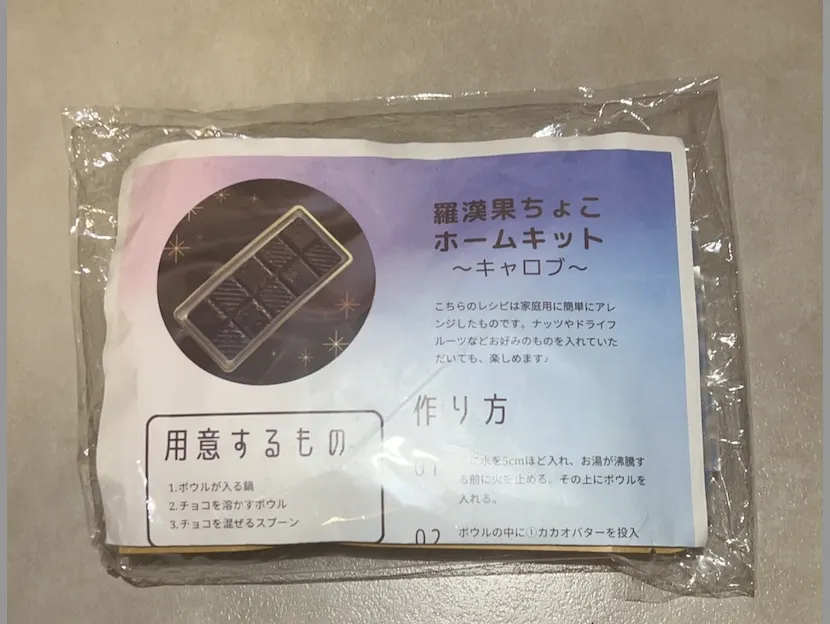 羅漢果ちょこ
ホームキット
〜キャロブ〜
こちらのレシピは家庭用に簡単にアレ
ンジしたものです。ナッツやドライフ
ルーツなどお好みのものを入れていた
だいても、楽しめます♪
用意するもの
1.ボウルが入る鍋
2.チョコを溶かすボウル
3.チョコを混ぜるスプーン
作り方
01
水を5cmほど入れ、お湯が沸騰す
る前に火を止める。その上にボウルを
入れる。
02
ボウルの中に①カカオバターを投入